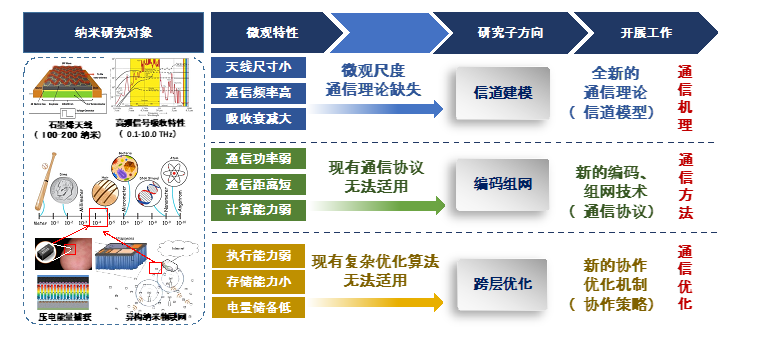 纳米研究对象
微观特性
研究子方向
开展工作
石墨烯天线
（100-200 纳米）
高频信号吸收特性
（ 0.1-10.0 THz）
天线尺寸小
通信频率高
吸收衰减大
微观尺度
通信理论缺失
信道建模
全新的
通信理论
（ 信道模型）
通信机理
Meter
Millimeter
Micrometer
Nanometer
Angstrom
Bacteria
Atom
通信功率弱
通信距离短
计算能力弱
现有通信协议
无法适用
编码组网
新的编码、
组网技术
（ 通信协议）
通信方法
压电能量捕获
异构纳米物联网
执行能力弱
存储能力小
电量储备低
现有复杂优化算法
无法适用
跨层优化
新的协作
优化机制
（ 协作策略）
通信优化